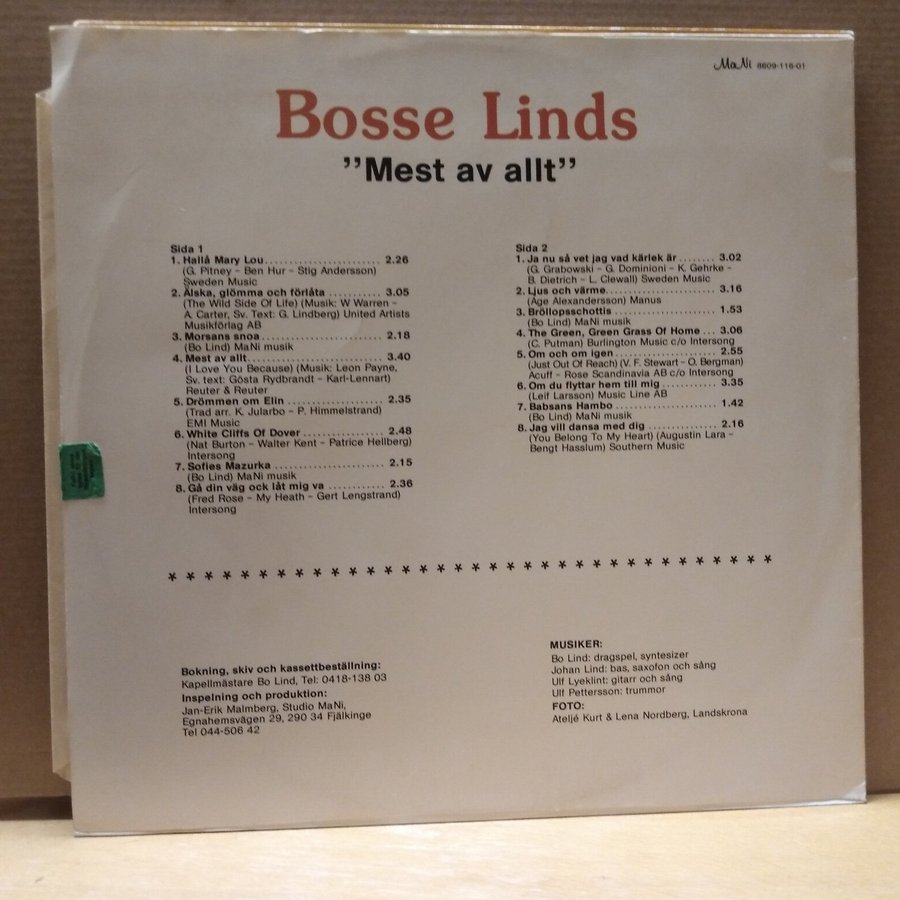 MaNi 8609-116-01
Bosse Linds
"Mest av allt"
Sida 1
1. Hallå Mary Lou........................ 2.26
(G. Pitney – Ben Hur – Stig Andersson)
Sweden Music
2. Älska, glömma och förlåta ........... 3.05
(The Wild Side Of Life) (Musik: W Warren –
A. Carter, Sv. Text: G. Lindberg) United Artists
Musikförlag AB
3. Morsans snoa ......................... 2.18
(Bo Lind) MaNi musik
4. Mest av allt............................ 3.40
(I Love You Because) (Musik: Leon Payne,
Sv. text: Gösta Rydbrandt – Karl-Lennart)
Reuter & Reuter
5. Drömmen om Elin ................... 2.35
(Trad arr. K. Jularbo – P. Himmelstrand)
EMI Music
6. White Cliffs Of Dover ................ 2.48
(Nat Burton – Walter Kent – Patrice Hellberg)
Intersong
7. Sofies Mazurka ...................... 2.15
(Bo Lind) MaNi musik
8. Gå din väg ock låt mig va ............ 2.36
(Fred Rose – My Heath – Gert Lengstrand)
Intersong
Sida 2
1. Ja nu så vet jag vad kärlek är ........ 3.02
(G. Grabowski – G. Dominioni – K. Gehrke –
B. Dietrich – L. Clewall) Sweden Music
2. Ljus och värme........................ 3.16
(Åge Alexandersson) Manus
3. Bröllopsschottis ...................... 1.53
(Bo Lind) MaNi musik
4. The Green, Green Grass Of Home ... 3.06
(C. Putman) Burlington Music c/o Intersong
5. Om och om igen ...................... 2.55
(Just Out Of Reach) (V. F. Stewart – O. Bergman)
Acuff – Rose Scandinavia AB c/o Intersong
6. Om du flyttar hem till mig ........... 3.35
(Leif Larsson) Music Line AB
7. Babsans Hambo ..................... 1.42
(Bo Lind) MaNi musik
8. Jag vill dansa med dig ............... 2.16
(You Belong To My Heart) (Augustin Lara –
Bengt Hasslum) Southern Music
* * * * * * * * * * * * * * * * * * * * * * * * * * * * * * * * * *
Bokning, skiv och kassettbeställning:
Kapellmästare Bo Lind, Tel: 0418-138 03
Inspelning och produktion:
Jan-Erik Malmberg, Studio MaNi,
Egnahemsvägen 29, 290 34 Fjälkinge
Tel 044-506 42
MUSIKER:
Bo Lind: dragspel, syntesizer
Johan Lind: bas, saxofon och sång
Ulf Lyeklint: gitarr och sång
Ulf Pettersson: trummor
FOTO:
Ateljé Kurt & Lena Nordberg, Landskrona